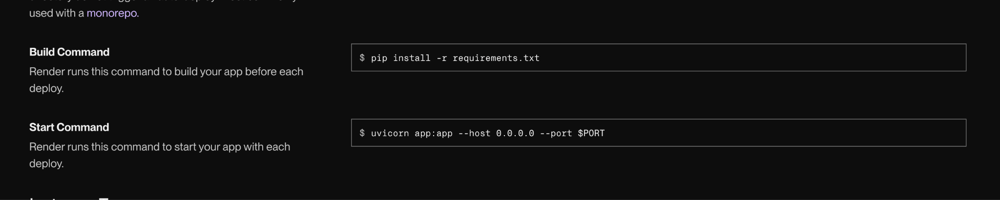 used with a monorepo.
Build Command
$ pip install -r requirements.txt
Render runs this command to build your app before each
deploy.
Start Command
$ uvicorn app:app --host 0.0.0.0 --port $PORT
Render runs this command to start your app with each
deploy.